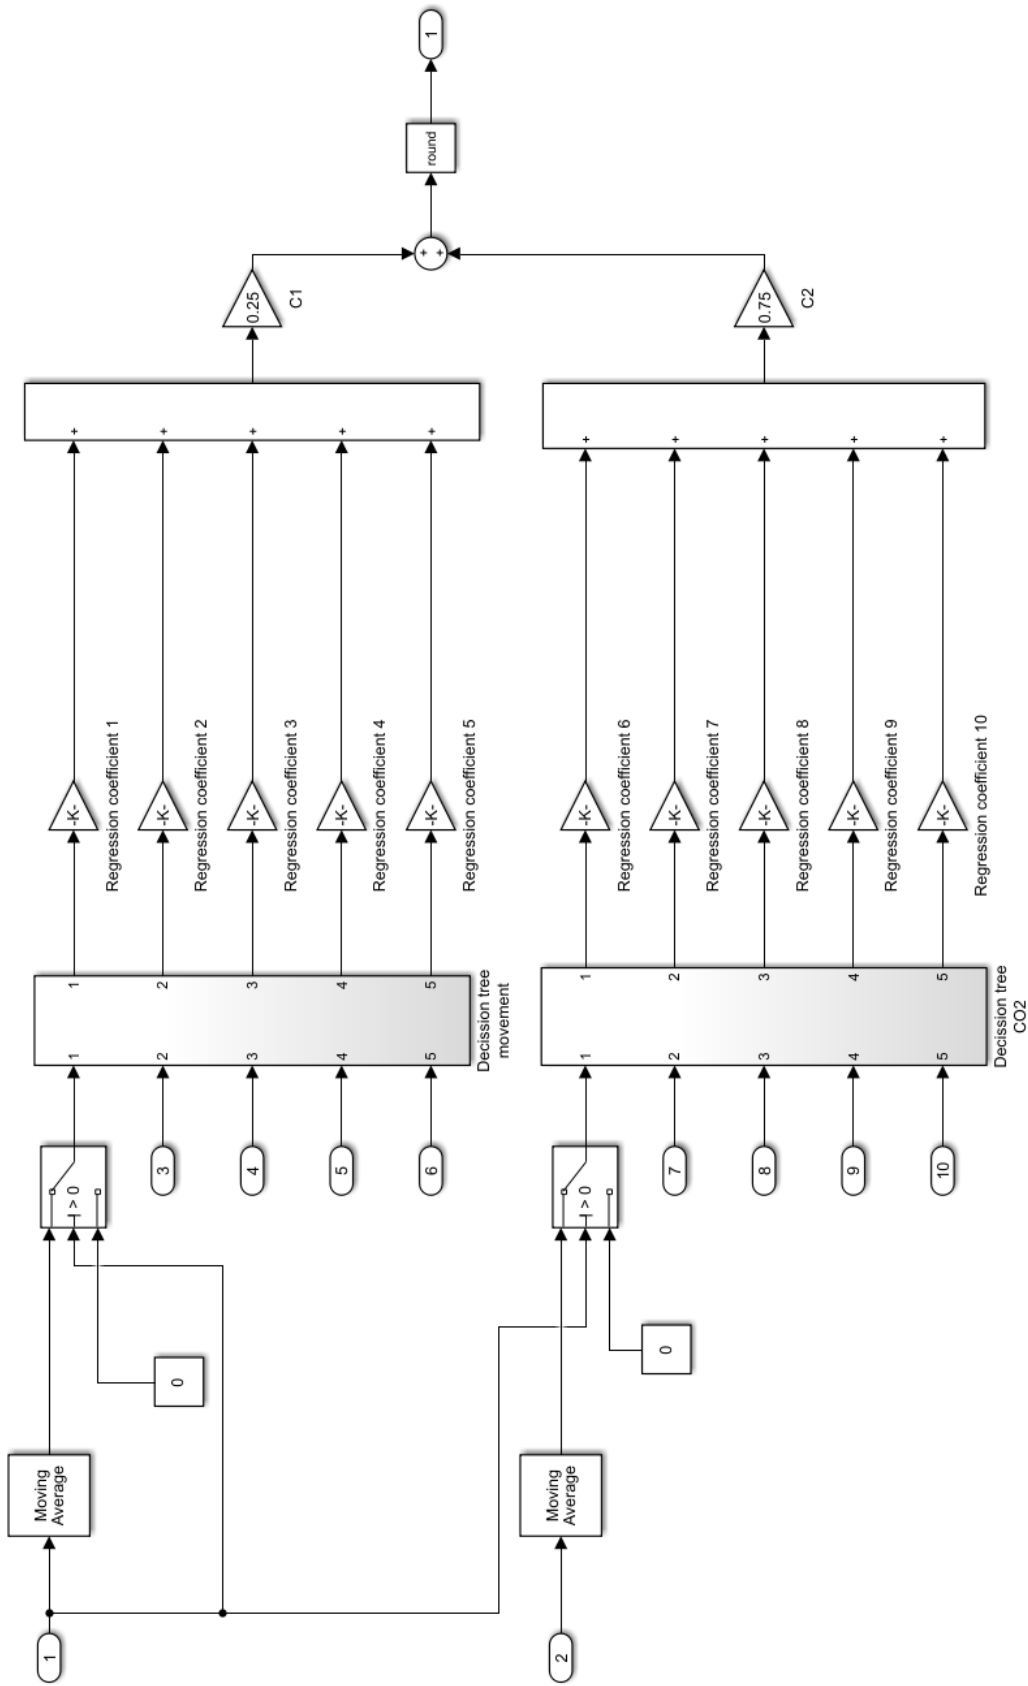 1
Moving
Average
0
> 0
3
4
5
6
1
2
3
4
5
1
2
3
4
5
Decission tree
movement
-K-
Regression coefficient 1
-K-
Regression coefficient 2
-K-
Regression coefficient 3
-K-
Regression coefficient 4
-K-
Regression coefficient 5
+
+
+
+
+
0.25
C1
2
Moving
Average
0
> 0
7
8
9
10
1
2
3
4
5
1
2
3
4
5
Decission tree
CO2
-K-
Regression coefficient 6
-K-
Regression coefficient 7
-K-
Regression coefficient 8
-K-
Regression coefficient 9
-K-
Regression coefficient 10
+
+
+
+
+
0.75
C2
+
+
round
1